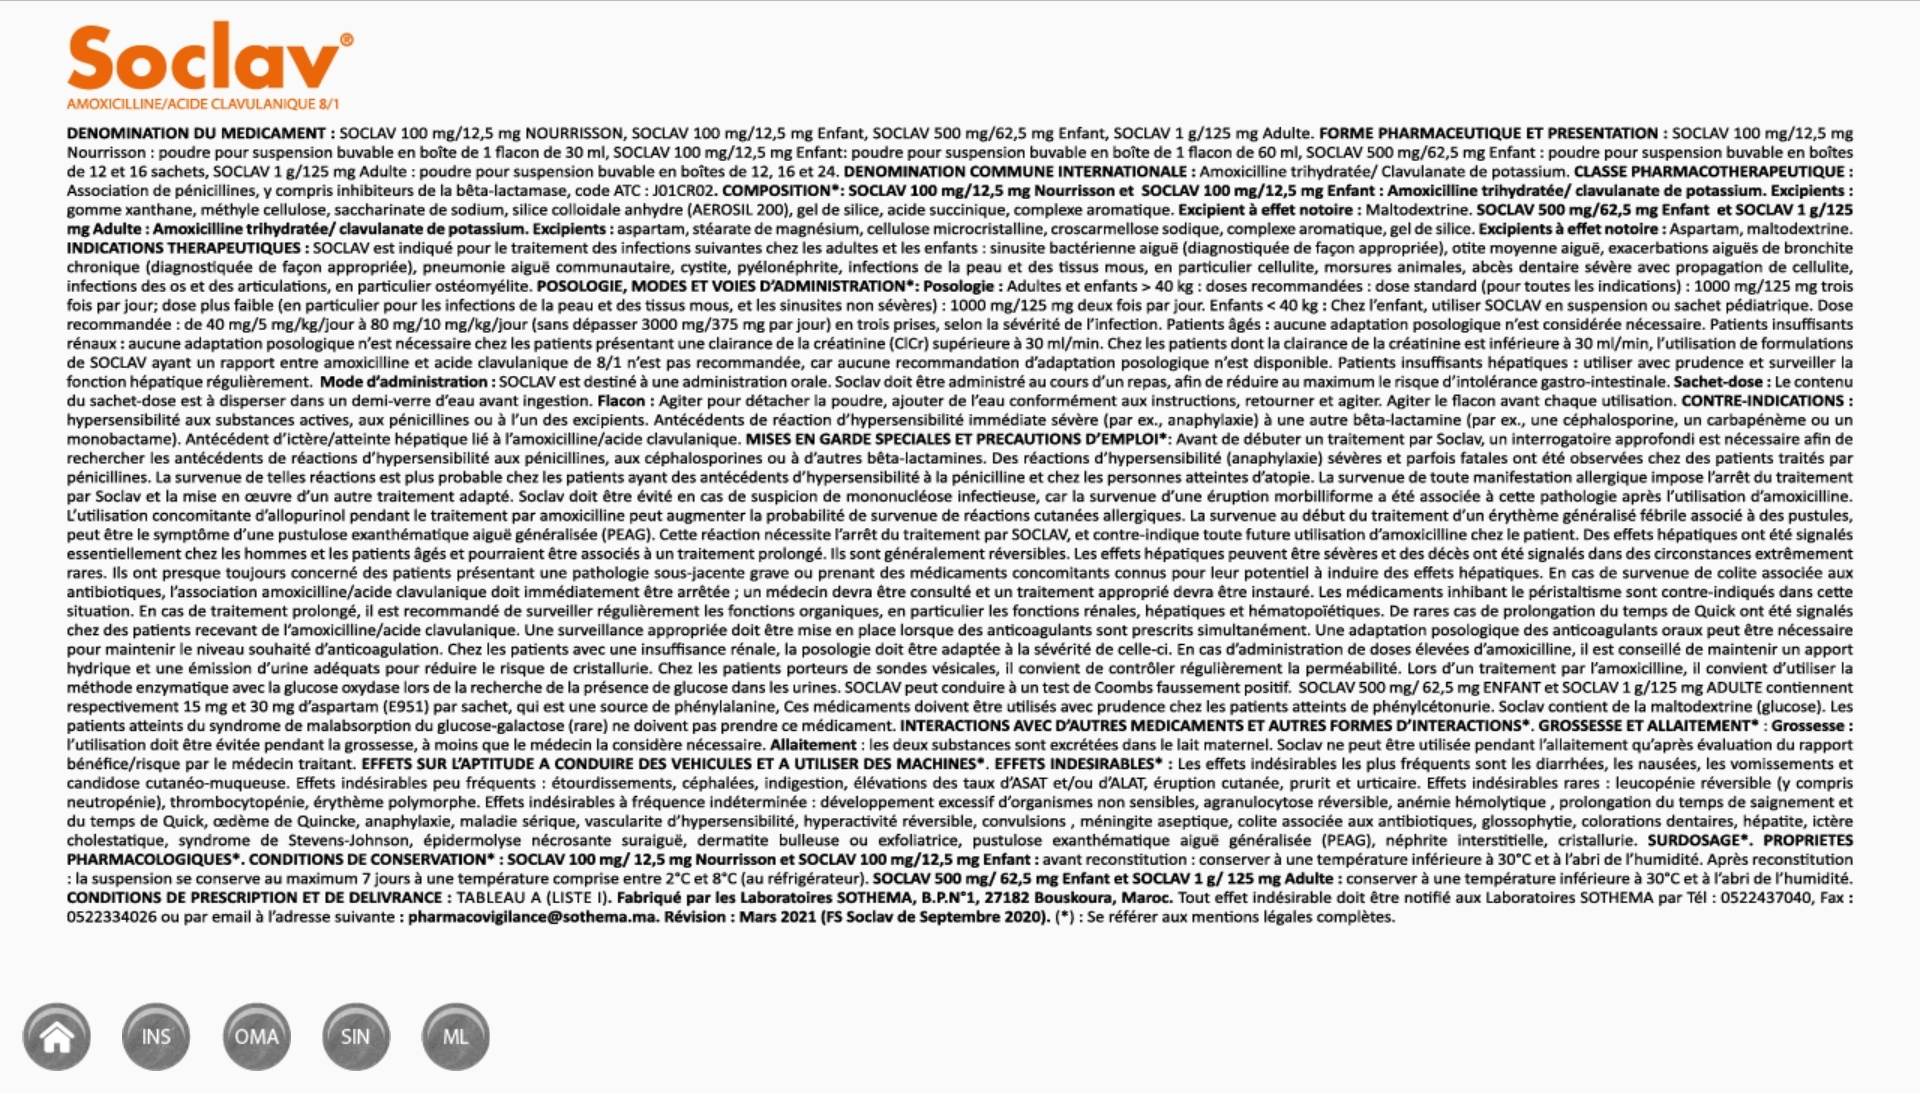 Soclav®
AMOXICILLINE/ACIDE CLAVULANIQUE 8/1
DENOMINATION DU MEDICAMENT : SOCLAV 100 mg/12,5 mg NOURRISSON, SOCLAV 100 mg/12,5 mg Enfant, SOCLAV 500 mg/62,5 mg Enfant, SOCLAV 1 g/125 mg Adulte. FORME PHARMACEUTIQUE ET PRESENTATION : SOCLAV 100 mg/12,5 mg
Nourrisson : poudre pour suspension buvable en boîte de 1 flacon de 30 ml, SOCLAV 100 mg/12,5 mg Enfant: poudre pour suspension buvable en boîte de 1 flacon de 60 ml, SOCLAV 500 mg/62,5 mg Enfant : poudre pour suspension buvable en boîtes
de 12 et 16 sachets, SOCLAV 1 g/125 mg Adulte : poudre pour suspension buvable en boîtes de 12, 16 et 24. DENOMINATION COMMUNE INTERNATIONALE : Amoxicilline trihydratée/ Clavulanate de potassium. CLASSE PHARMACOTHERAPEUTIQUE :
Association de pénicillines, y compris inhibiteurs de la bêta-lactamase, code ATC : J01CR02. COMPOSITION*: SOCLAV 100 mg/12,5 mg Nourrisson et SOCLAV 100 mg/12,5 mg Enfant : Amoxicilline trihydratée/ clavulanate de potassium. Excipients :
gomme xanthane, méthyle cellulose, saccharinate de sodium, silice colloidale anhydre (AEROSIL 200), gel de silice, acide succinique, complexe aromatique. Excipient à effet notoire : Maltodextrine. SOCLAV 500 mg/62,5 mg Enfant et SOCLAV 1 g/125
mg Adulte : Amoxicilline trihydratée/ clavulanate de potassium. Excipients : aspartam, stéarate de magnésium, cellulose microcristalline, croscarmellose sodique, complexe aromatique, gel de silice. Excipients à effet notoire : Aspartam, maltodextrine.
INDICATIONS THERAPEUTIQUES : SOCLAV est indiqué pour le traitement des infections suivantes chez les adultes et les enfants : sinusite bactérienne aiguë (diagnostiquée de façon appropriée), otite moyenne aiguë, exacerbations aiguës de bronchite
chronique (diagnostiquée de façon appropriée), pneumonie aiguë communautaire, cystite, pyélonéphrite, infections de la peau et des tissus mous, en particulier cellulite, morsures animales, abcès dentaire sévère avec propagation de cellulite,
infections des os et des articulations, en particulier ostéomyélite. POSOLOGIE, MODES ET VOIES D'ADMINISTRATION*: Posologie : Adultes et enfants > 40 kg : doses recommandées : dose standard (pour toutes les indications) : 1000 mg/125 mg trois
fois par jour; dose plus faible (en particulier pour les infections de la peau et des tissus mous, et les sinusites non sévères) : 1000 mg/125 mg deux fois par jour. Enfants < 40 kg : Chez l'enfant, utiliser SOCLAV en suspension ou sachet pédiatrique. Dose
recommandée : de 40 mg/5 mg/kg/jour à 80 mg/10 mg/kg/jour (sans dépasser 3000 mg/375 mg par jour) en trois prises, selon la sévérité de l'infection. Patients âgés : aucune adaptation posologique n'est considérée nécessaire. Patients insuffisants
rénaux : aucune adaptation posologique n'est nécessaire chez les patients présentant une clairance de la créatinine (ClCr) supérieure à 30 ml/min. Chez les patients dont la clairance de la créatinine est inférieure à 30 ml/min, l'utilisation de formulations
de SOCLAV ayant un rapport entre amoxicilline et acide clavulanique de 8/1 n'est pas recommandée, car aucune recommandation d'adaptation posologique n'est disponible. Patients insuffisants hépatiques : utiliser avec prudence et surveiller la
fonction hépatique régulièrement. Mode d'administration : SOCLAV est destiné à une administration orale. Soclav doit être administré au cours d'un repas, afin de réduire au maximum le risque d'intolérance gastro-intestinale. Sachet-dose : Le contenu
du sachet-dose est à disperser dans un demi-verre d'eau avant ingestion. Flacon : Agiter pour détacher la poudre, ajouter de l'eau conformément aux instructions, retourner et agiter. Agiter le flacon avant chaque utilisation. CONTRE-INDICATIONS :
hypersensibilité aux substances actives, aux pénicillines ou à l'un des excipients. Antécédents de réaction d'hypersensibilité immédiate sévère (par ex., anaphylaxie) à une autre bêta-lactamine (par ex., une céphalosporine, un carbapénème ou un
monobactame). Antécédent d'ictère/atteinte hépatique lié à l'amoxicilline/acide clavulanique. MISES EN GARDE SPECIALES ET PRECAUTIONS D'EMPLOI*: Avant de débuter un traitement par Soclav, un interrogatoire approfondi est nécessaire afin de
rechercher les antécédents de réactions d'hypersensibilité aux pénicillines, aux céphalosporines ou à d'autres bêta-lactamines. Des réactions d'hypersensibilité (anaphylaxie) sévères et parfois fatales ont été observées chez des patients traités par
pénicillines. La survenue de telles réactions est plus probable chez les patients ayant des antécédents d'hypersensibilité à la pénicilline et chez les personnes atteintes d'atopie. La survenue de toute manifestation allergique impose l'arrêt du traitement
par Soclav et la mise en œuvre d'un autre traitement adapté. Soclav doit être évité en cas de suspicion de mononucléose infectieuse, car la survenue d'une éruption morbilliforme a été associée à cette pathologie après l'utilisation d'amoxicilline.
L'utilisation concomitante d'allopurinol pendant le traitement par amoxicilline peut augmenter la probabilité de survenue de réactions cutanées allergiques. La survenue au début du traitement d'un érythème généralisé fébrile associé à des pustules,
peut être le symptôme d'une pustulose exanthématique aiguë généralisée (PEAG). Cette réaction nécessite l'arrêt du traitement par SOCLAV, et contre-indique toute future utilisation d'amoxicilline chez le patient. Des effets hépatiques ont été signalés
essentiellement chez les hommes et les patients âgés et pourraient être associés à un traitement prolongé. Ils sont généralement réversibles. Les effets hépatiques peuvent être sévères et des décès ont été signalés dans des circonstances extrêmement
rares. Ils ont presque toujours concerné des patients présentant une pathologie sous-jacente grave ou prenant des médicaments concomitants connus pour leur potentiel à induire des effets hépatiques. En cas de survenue de colite associée aux
antibiotiques, l'association amoxicilline/acide clavulanique doit immédiatement être arrêtée ; un médecin devra être consulté et un traitement approprié devra être instauré. Les médicaments inhibant le péristaltisme sont contre-indiqués dans cette
situation. En cas de traitement prolongé, il est recommandé de surveiller régulièrement les fonctions organiques, en particulier les fonctions rénales, hépatiques et hématopoïétiques. De rares cas de prolongation du temps de Quick ont été signalés
chez des patients recevant de l'amoxicilline/acide clavulanique. Une surveillance appropriée doit être mise en place lorsque des anticoagulants sont prescrits simultanément. Une adaptation posologique des anticoagulants oraux peut être nécessaire
pour maintenir le niveau souhaité d'anticoagulation. Chez les patients avec une insuffisance rénale, la posologie doit être adaptée à la sévérité de celle-ci. En cas d'administration de doses élevées d'amoxicilline, il est conseillé de maintenir un apport
hydrique et une émission d'urine adéquats pour réduire le risque de cristallurie. Chez les patients porteurs de sondes vésicales, il convient de contrôler régulièrement la perméabilité. Lors d'un traitement par l'amoxicilline, il convient d'utiliser la
méthode enzymatique avec la glucose oxydase lors de la recherche de la présence de glucose dans les urines. SOCLAV peut conduire à un test de Coombs faussement positif. SOCLAV 500 mg/ 62,5 mg ENFANT et SOCLAV 1 g/125 mg ADULTE contiennent
respectivement 15 mg et 30 mg d'aspartam (E951) par sachet, qui est une source de phénylalanine, Ces médicaments doivent être utilisés avec prudence chez les patients atteints de phénylcétonurie. Soclav contient de la maltodextrine (glucose). Les
patients atteints du syndrome de malabsorption du glucose-galactose (rare) ne doivent pas prendre ce médicament. INTERACTIONS AVEC D'AUTRES MEDICAMENTS ET AUTRES FORMES D'INTERACTIONS*. GROSSESSE ET ALLAITEMENT* : Grossesse :
l'utilisation doit être évitée pendant la grossesse, à moins que le médecin la considère nécessaire. Allaitement : les deux substances sont excrétées dans le lait maternel. Soclav ne peut être utilisée pendant l'allaitement qu'après évaluation du rapport
bénéfice/risque par le médecin traitant. EFFETS SUR L'APTITUDE A CONDUIRE DES VEHICULES ET A UTILISER DES MACHINES*. EFFETS INDESIRABLES* : Les effets indésirables les plus fréquents sont les diarrhées, les nausées, les vomissements et
candidose cutanéo-muqueuse. Effets indésirables peu fréquents : étourdissements, céphalées, indigestion, élévations des taux d'ASAT et/ou d'ALAT, éruption cutanée, prurit et urticaire. Effets indésirables rares : leucopénie réversible (y compris
neutropénie), thrombocytopénie, érythème polymorphe. Effets indésirables à fréquence indéterminée : développement excessif d'organismes non sensibles, agranulocytose réversible, anémie hémolytique , prolongation du temps de saignement et
du temps de Quick, œdème de Quincke, anaphylaxie, maladie sérique, vascularite d'hypersensibilité, hyperactivité réversible, convulsions , méningite aseptique, colite associée aux antibiotiques, glossophytie, colorations dentaires, hépatite, ictère
cholestatique, syndrome de Stevens-Johnson, épidermolyse nécrosante suraiguë, dermatite bulleuse ou exfoliatrice, pustulose exanthématique aiguë généralisée (PEAG), néphrite interstitielle, cristallurie. SURDOSAGE*. PROPRIETES
PHARMACOLOGIQUES*. CONDITIONS DE CONSERVATION* : SOCLAV 100 mg/ 12,5 mg Nourrisson et SOCLAV 100 mg/12,5 mg Enfant : avant reconstitution : conserver à une température inférieure à 30°C et à l'abri de l'humidité. Après reconstitution
: la suspension se conserve au maximum 7 jours à une température comprise entre 2°C et 8°C (au réfrigérateur). SOCLAV 500 mg/ 62,5 mg Enfant et SOCLAV 1 g/ 125 mg Adulte : conserver à une température inférieure à 30°C et à l'abri de l'humidité.
CONDITIONS DE PRESCRIPTION ET DE DELIVRANCE : TABLEAU A (LISTE I). Fabriqué par les Laboratoires SOTHEMA, B.P.N°1, 27182 Bouskoura, Maroc. Tout effet indésirable doit être notifié aux Laboratoires SOTHEMA par Tél : 0522437040, Fax :
0522334026 ou par email à l'adresse suivante : pharmacovigilance@sothema.ma. Révision : Mars 2021 (FS Soclav de Septembre 2020). (*) : Se référer aux mentions légales complètes.
INS OMA SIN ML